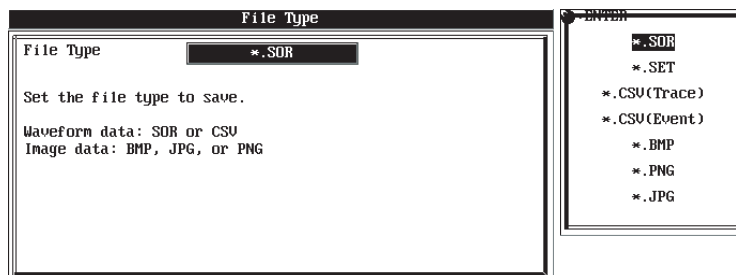 File Type
File Type *.SOR
Set the file type to save.
Waveform data: SOR or CSV
Image data: BMP, JPG, or PNG
ENTER
*.SOR
*.SET
*.CSV(Trace)
*.CSV(Event)
*.BMP
*.PNG
*.JPG